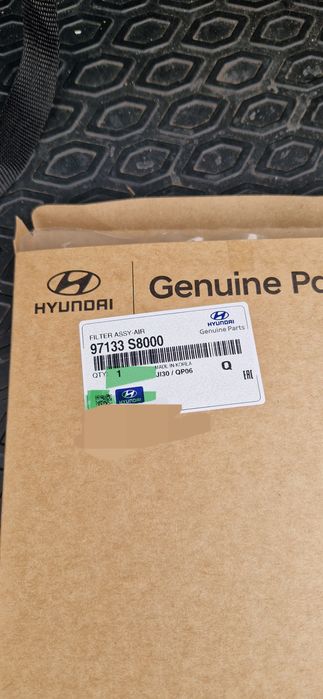 HYUNDAI
Genuine Pa
FILTER ASSY-AIR
HYUNDAI
Genuine Parts
97133 S8000
MADE IN KOREA
QTY: 1
JI30 / QP06
Q
EAC
HYUNDAI